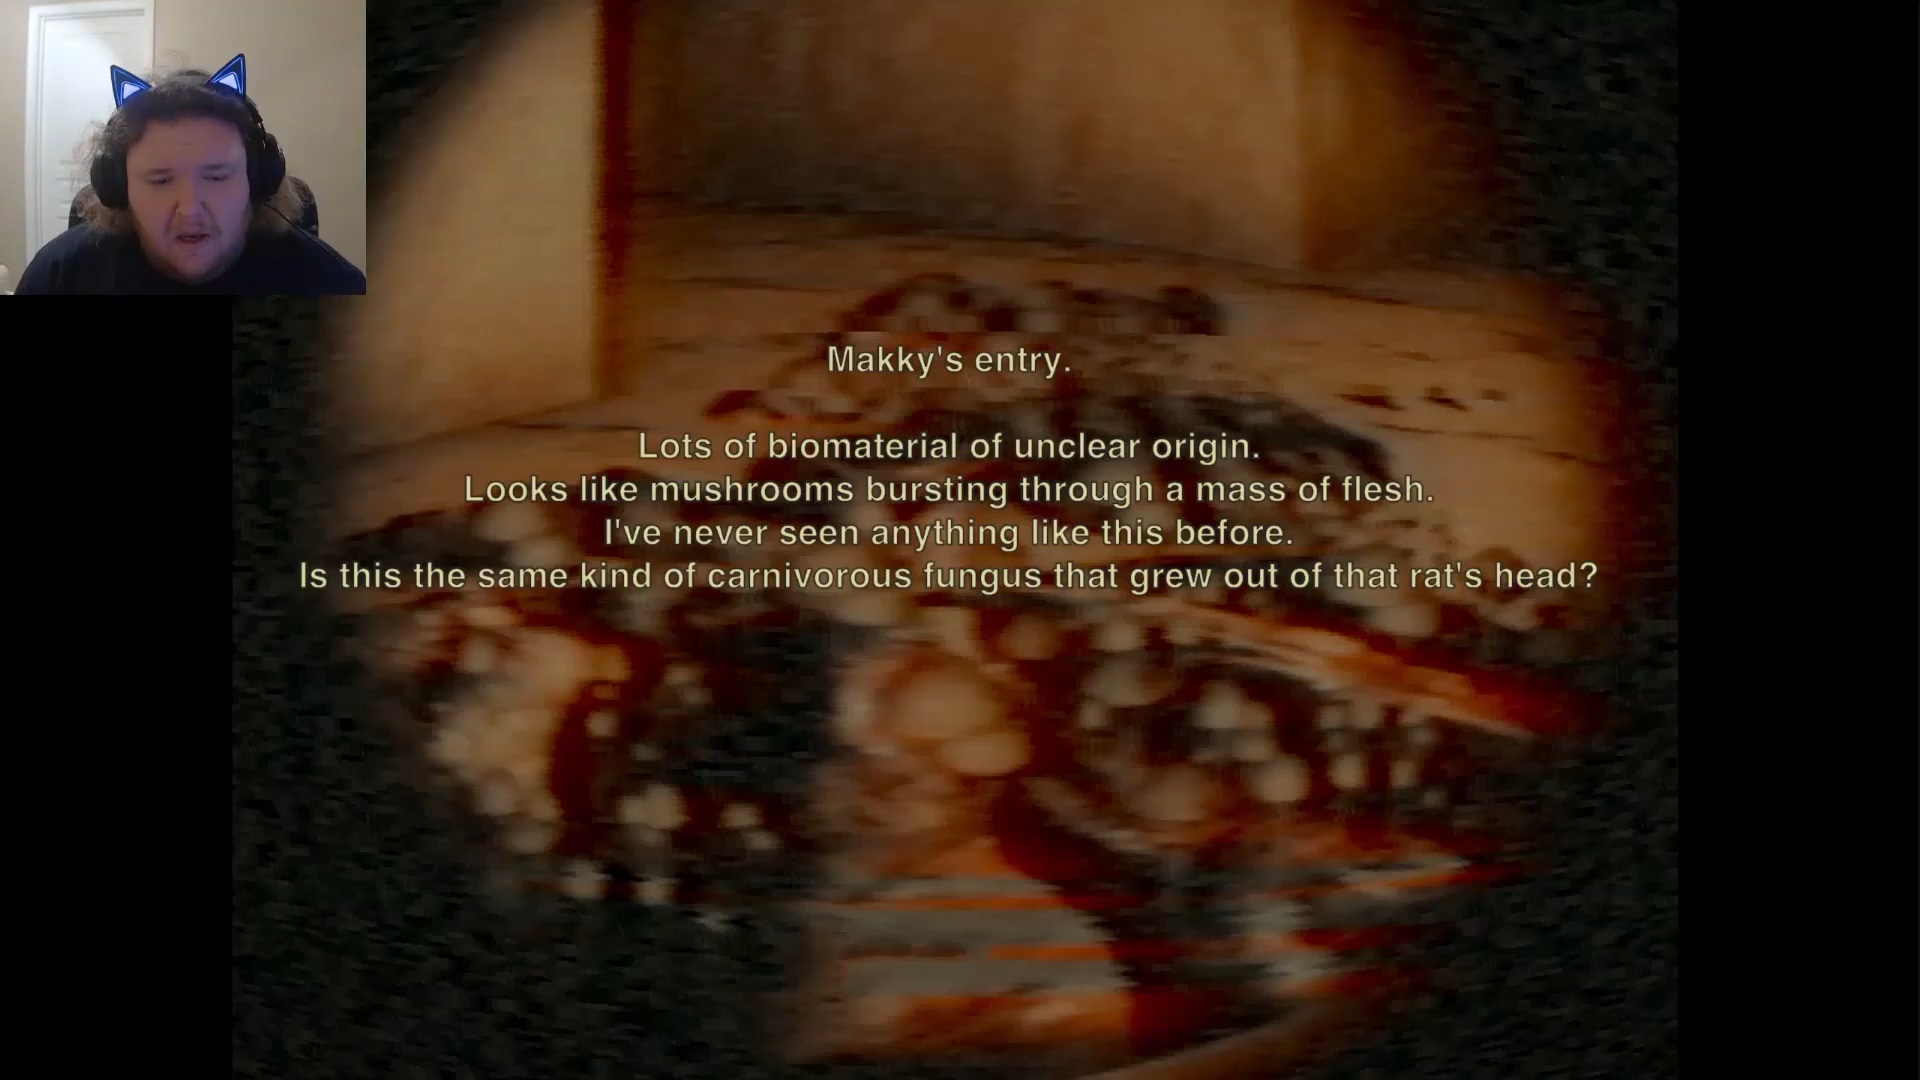 Makky's entry.
Lots of biomaterial of unclear origin.
Looks like mushrooms bursting through a mass of flesh.
I've never seen anything like this before.
Is this the same kind of carnivorous fungus that grew out of that rat's head?